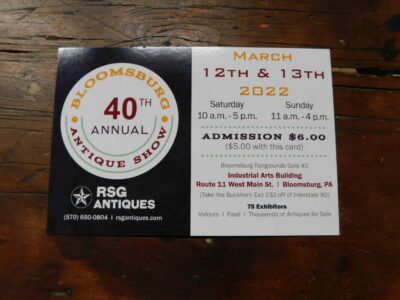 BLOOMSBURG
40TH
ANNUAL
ANTIQUE SHOW
RSG
ANTIQUES
(570) 650-0804 | rsgantiques.com
MARCH
12TH & 13TH
2022
Saturday
10 a.m. - 5 p.m.
Sunday
11 a.m. - 4 p.m.
ADMISSION $6.00
($5.00 with this card)
Bloomsburg Fairgrounds Gate #2
Industrial Arts Building
Route 11 West Main St. | Bloomsburg, PA
(Take the Buckhorn Exit 232 off of Interstate 80)
75 Exhibitors
Indoors | Food | Thousands of Antiques for Sale